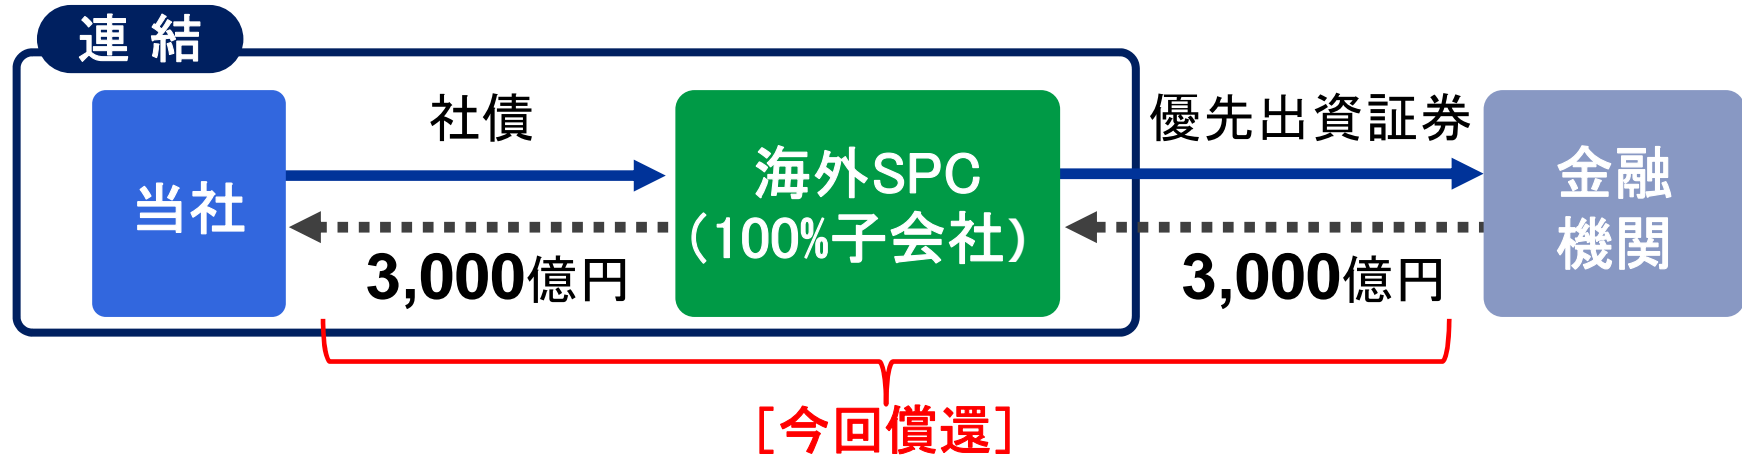 連 結
当社
社債
3,000億円
海外SPC
（100%子会社）
優先出資証券
3,000億円
金融
機関
［今回償還］